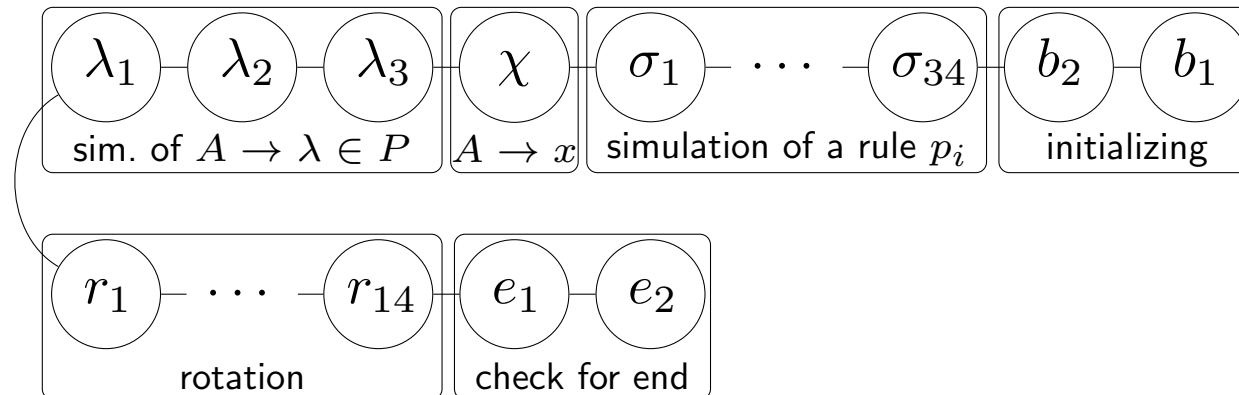 λ₁ λ₂ λ₃ χ σ₁ ⋯ σ₃₄ b₂ b₁
sim. of A → λ ∈ P A → x simulation of a rule pᵢ initializing
r₁ ⋯ r₁₄ e₁ e₂
rotation check for end